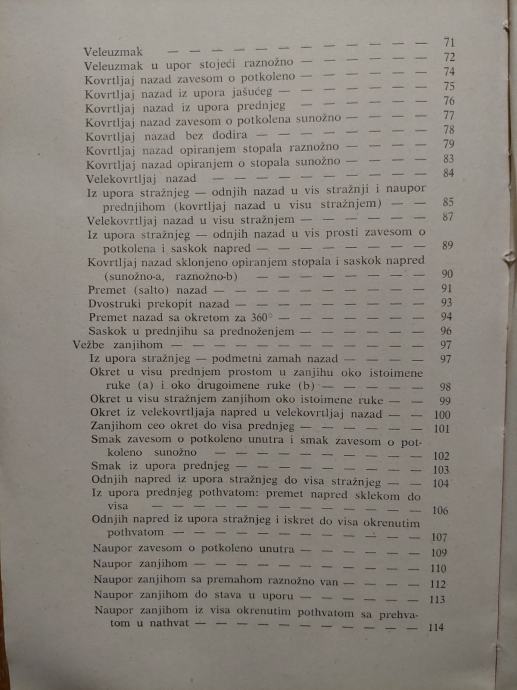 Veleuzmak — — — — — — — — — — 71
Veleuzmak u upor stojeći raznožno — — — — — 72
Kovrtljaj nazad zavesom o potkoleno — — — — — 74
Kovrtljaj nazad iz upora jašućeg — — — — — — 75
Kovrtljaj nazad iz upora prednjeg — — — — — 76
Kovrtljaj nazad zavesom o potkolena sunožno — — — 77
Kovrtljaj nazad bez dodira — — — — — — — 78
Kovrtljaj nazad opiranjem stopala raznožno — — — 79
Kovrtljaj nazad opiranjem o stopala sunožno — — — 83
Velekovrtljaj nazad — — — — — — — — 84
Iz upora stražnjeg — odnjih nazad u vis stražnji i naupor
prednjihom (kovrtljaj nazad u visu stražnjem) — — 85
Velekovrtljaj nazad u visu stražnjem — — — — — 87
Iz upora stražnjeg — odnjih nazad u vis prosti zavesom o
potkolena i saskok napred — — — — — — 89
Kovrtljaj nazad sklonjeno opiranjem stopala i saskok napred
(sunožno-a, raznožno-b) — — — — — — — 90
Premet (salto) nazad — — — — — — — — 91
Dvostruki prekopit nazad — — — — — — — 93
Premet nazad sa okretom za 360° — — — — — — 94
Saskok u prednjihu sa prednoženjem — — — — — 96
Vežbe zanjihom — — — — — — — — — — 97
Iz upora stražnjeg — podmetni zamah nazad — — — — 97
Okret u visu prednjem prostom u zanjihu oko istoimene
ruke (a) i oko drugoimene ruke (b) — — — — 98
Okret u visu stražnjem zanjihom oko istoimene ruke — — 99
Okret iz velekovrtljaja napred u velekovrtljaj nazad — — 100
Zanjihom ceo okret do visa prednjeg — — — — — 101
Smak zavesom o potkoleno unutra i smak zavesom o pot-
koleno sunožno — — — — — — — — 102
Smak iz upora prednjeg — — — — — — — 103
Odnjih napred iz upora stražnjeg do visa stražnjeg — — 104
Iz upora prednjeg pothvatom: premet napred sklekom do
visa — — — — — — — — — — 106
Odnjih napred iz upora stražnjeg i iskret do visa okrenutim
pothvatom — — — — — — — — — 107
Naupor zavesom o potkoleno unutra — — — — — 109
Naupor zanjihom — — — — — — — — — 110
Naupor zanjihom sa premahom raznožno van — — — — 112
Naupor zanjihom do stava u uporu — — — — — 113
Naupor zanjihom iz visa okrenutim pothvatom sa prehva-
tom u nathvat — — — — — — — — — 114